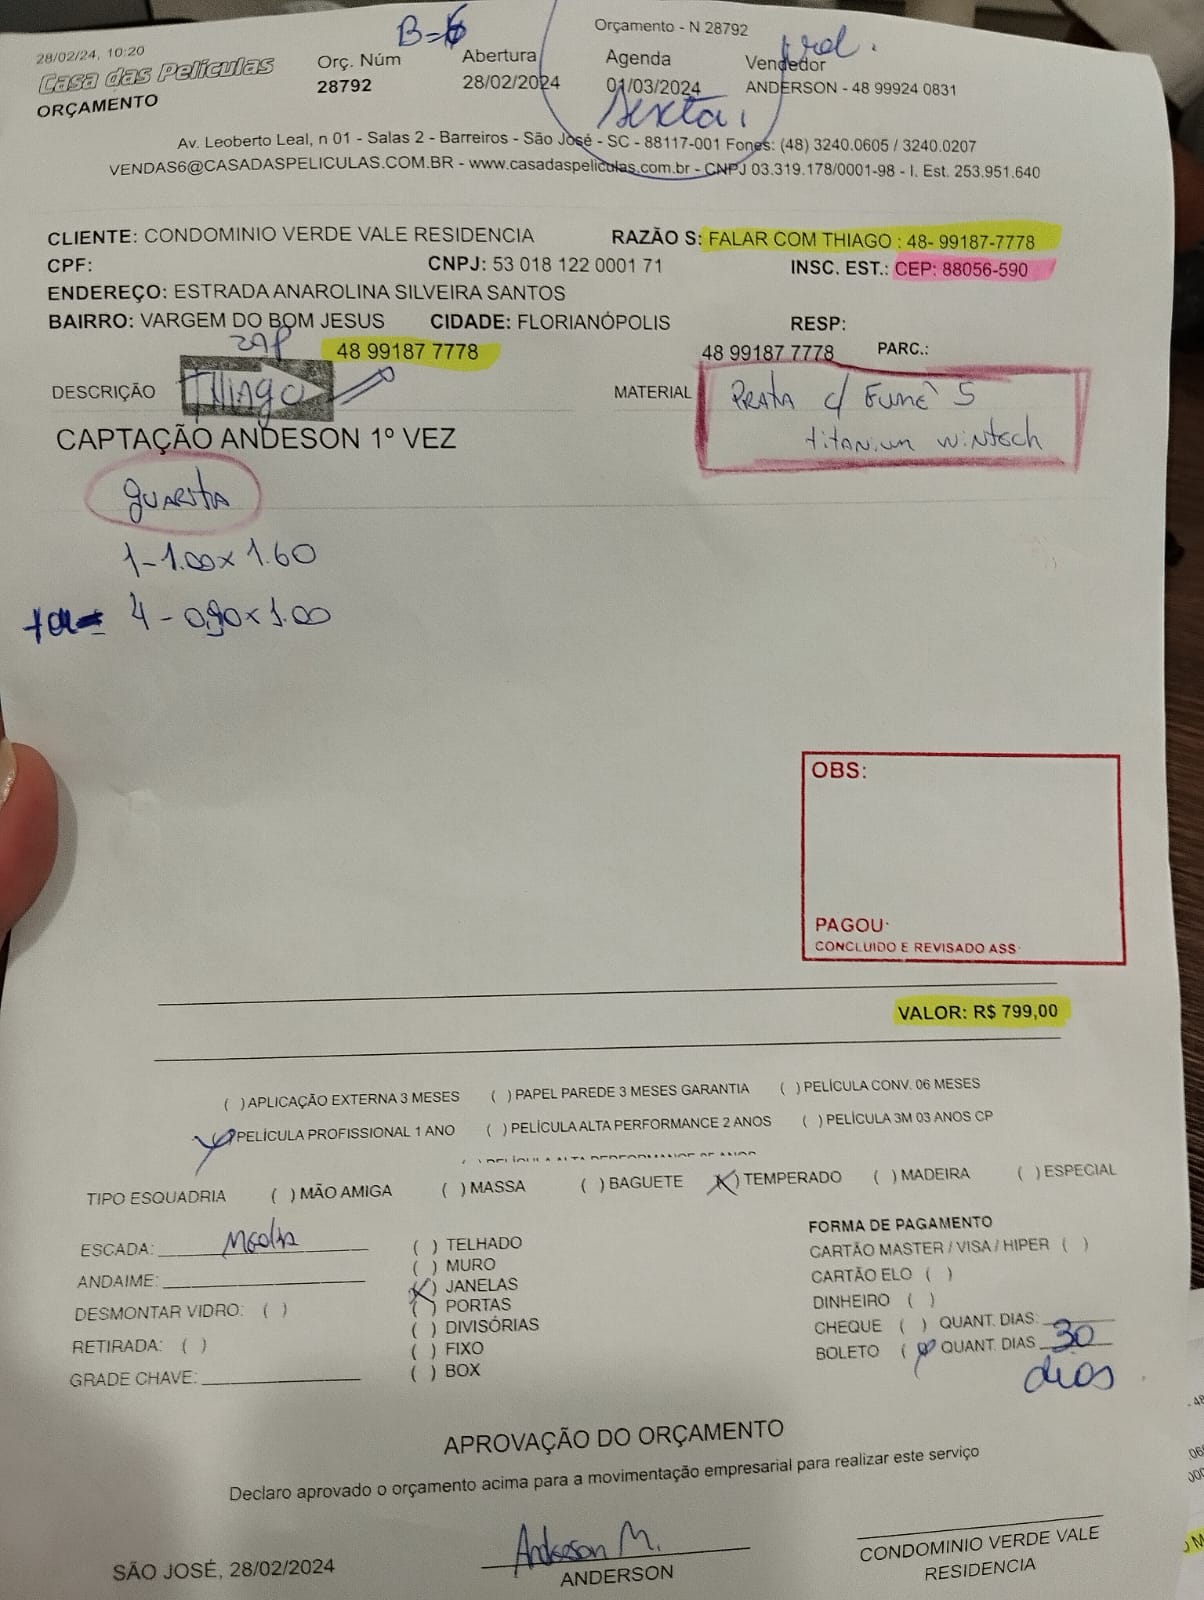 Orçamento - N 28792
28/02/24, 10:20
Casa das Películas
ORÇAMENTO
Orç. Núm
28792
Abertura
28/02/2024
Agenda
01/03/2024
Sexta
Vendedor
ANDERSON - 48 99924 0831
Av. Leoberto Leal, n 01 - Salas 2 - Barreiros - São José - SC - 88117-001 Fones: (48) 3240.0605 / 3240.0207
VENDAS6@CASADASPELICULAS.COM.BR - www.casadaspeliculas.com.br - CNPJ 03.319.178/0001-98 - I. Est. 253.951.640
CLIENTE: CONDOMINIO VERDE VALE RESIDENCIA RAZÃO S: FALAR COM THIAGO : 48- 99187-7778
CPF: CNPJ: 53 018 122 0001 71 INSC. EST.: CEP: 88056-590
ENDEREÇO: ESTRADA ANAROLINA SILVEIRA SANTOS
BAIRRO: VARGEM DO BOM JESUS CIDADE: FLORIANÓPOLIS RESP:
zap 48 99187 7778 48 99187 7778 PARC.:
DESCRIÇÃO Thiago MATERIAL Prata c/ Fumê 5
titanium wintech
CAPTAÇÃO ANDESON 1º VEZ
guarita
1-1.00x1.60
4-0,90x1.00
OBS:
PAGOU:
CONCLUIDO E REVISADO ASS:
VALOR: R$ 799,00
( )APLICAÇÃO EXTERNA 3 MESES ( ) PAPEL PAREDE 3 MESES GARANTIA ( ) PELÍCULA CONV. 06 MESES
(X)PELÍCULA PROFISSIONAL 1 ANO ( ) PELÍCULA ALTA PERFORMANCE 2 ANOS ( ) PELÍCULA 3M 03 ANOS CP
TIPO ESQUADRIA ( ) MÃO AMIGA ( ) MASSA ( ) BAGUETE (X) TEMPERADO ( ) MADEIRA ( ) ESPECIAL
ESCADA: Media
ANDAIME:
DESMONTAR VIDRO: ( )
RETIRADA: ( )
GRADE CHAVE:
( ) TELHADO
( ) MURO
(X) JANELAS
( ) PORTAS
( ) DIVISÓRIAS
( ) FIXO
( ) BOX
FORMA DE PAGAMENTO
CARTÃO MASTER / VISA / HIPER ( )
CARTÃO ELO ( )
DINHEIRO ( )
CHEQUE ( ) QUANT. DIAS:
BOLETO (X) QUANT. DIAS 30
dias
APROVAÇÃO DO ORÇAMENTO
Declaro aprovado o orçamento acima para a movimentação empresarial para realizar este serviço
SÃO JOSÉ, 28/02/2024
Anderson M.
ANDERSON
CONDOMINIO VERDE VALE
RESIDENCIA